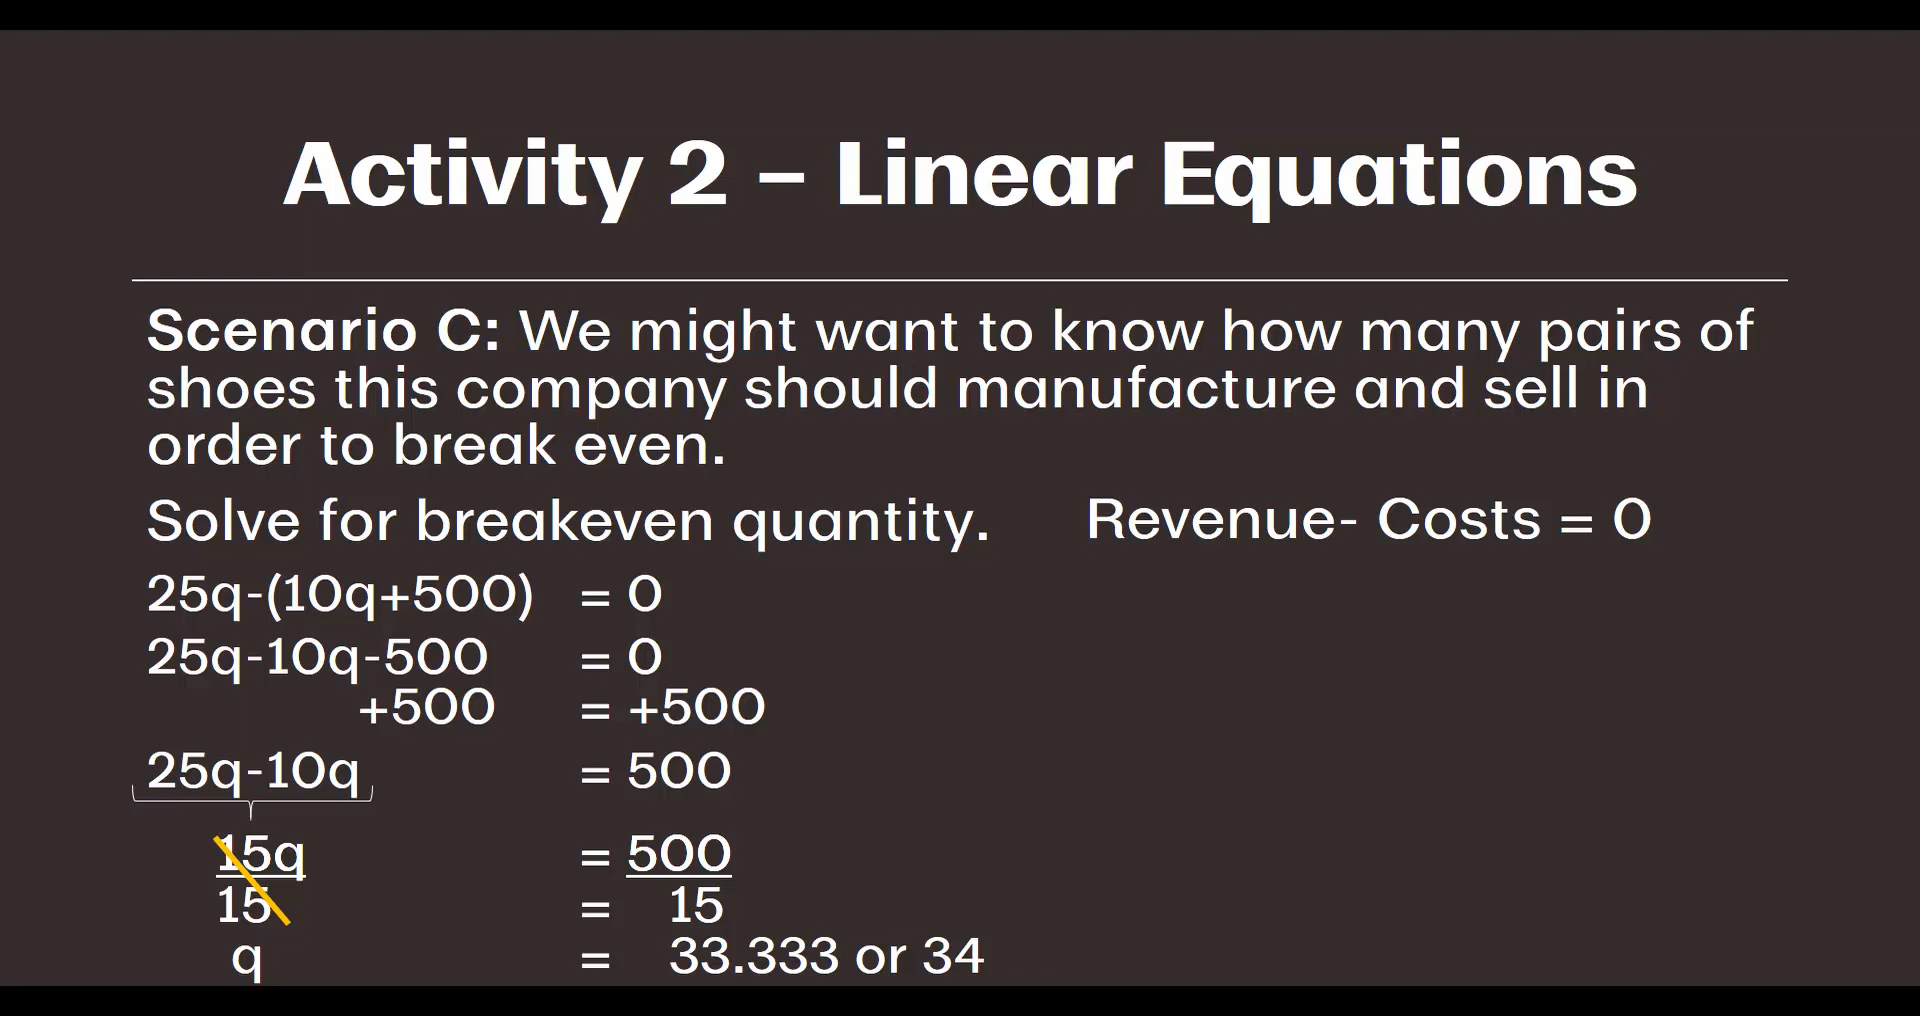 Activity 2 – Linear Equations
Scenario C: We might want to know how many pairs of
shoes this company should manufacture and sell in
order to break even.
Solve for breakeven quantity. Revenue- Costs = 0
25q-(10q+500) = 0
25q-10q-500 = 0
+500 = +500
25q-10q = 500
15q = 500
15 = 15
q = 33.333 or 34